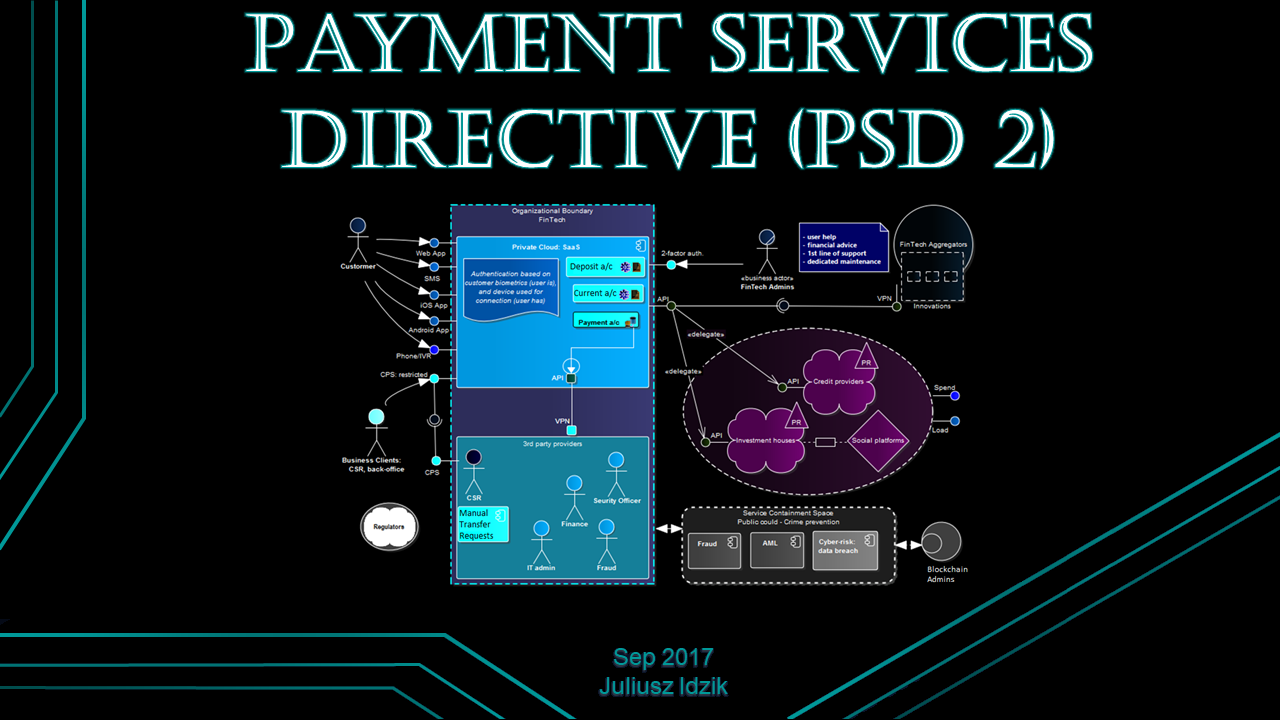 PAYMENT SERVICES
DIRECTIVE (PSD 2)
Organizational Boundary
FinTech
Private Cloud: SaaS
Authentication based on
customer biometrics (user is),
and device used for
connection (user has)
Deposit a/c
Current a/c
Payment a/c
API
VPN
Customer
Web App
SMS
iOS App
Android App
Phone/IVR
CPS: restricted
Business Clients:
CSR, back-office
CPS
Regulators
3rd party providers
CSR
Manual
Transfer
Requests
Finance
Seurity Officer
IT admin
Fraud
2-factor auth.
«business actor»
FinTech Admins
- user help
- financial advice
- 1st line of support
- dedicated maintenance
FinTech Aggregators
Innovations
API
VPN
«delegate»
«delegate»
API
Credit providers
PR
API
Investment houses
PR
Social platforms
Spend
Load
Service Containment Space
Public could - Crime prevention
Fraud
AML
Cyber-risk:
data breach
Blockchain
Admins
Sep 2017
Juliusz Idzik